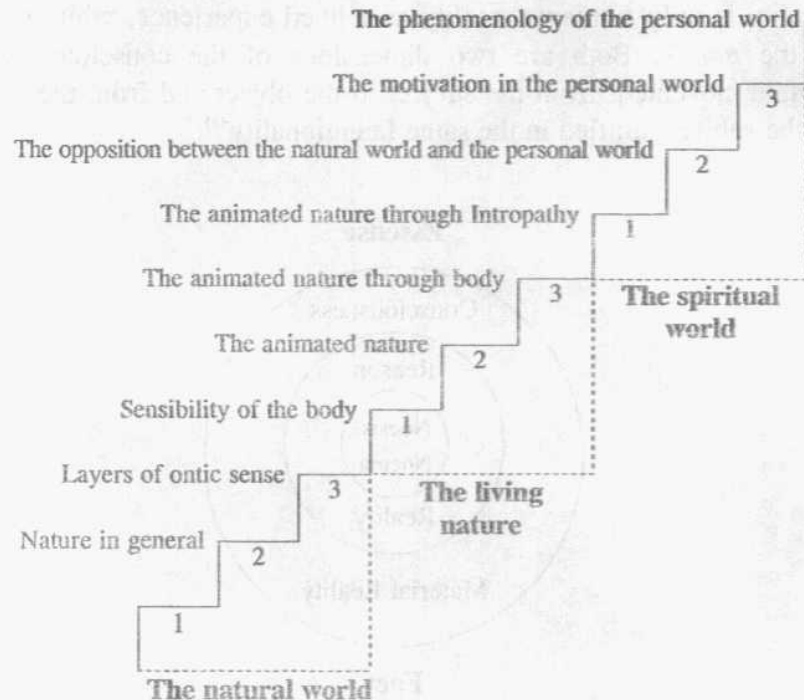 The phenomenology of the personal world
The motivation in the personal world
3
The opposition between the natural world and the personal world
2
The animated nature through Intropathy
1
The animated nature through body
3
The spiritual
world
The animated nature
2
Sensibility of the body
1
Layers of ontic sense
3
The living
nature
Nature in general
2
1
The natural world